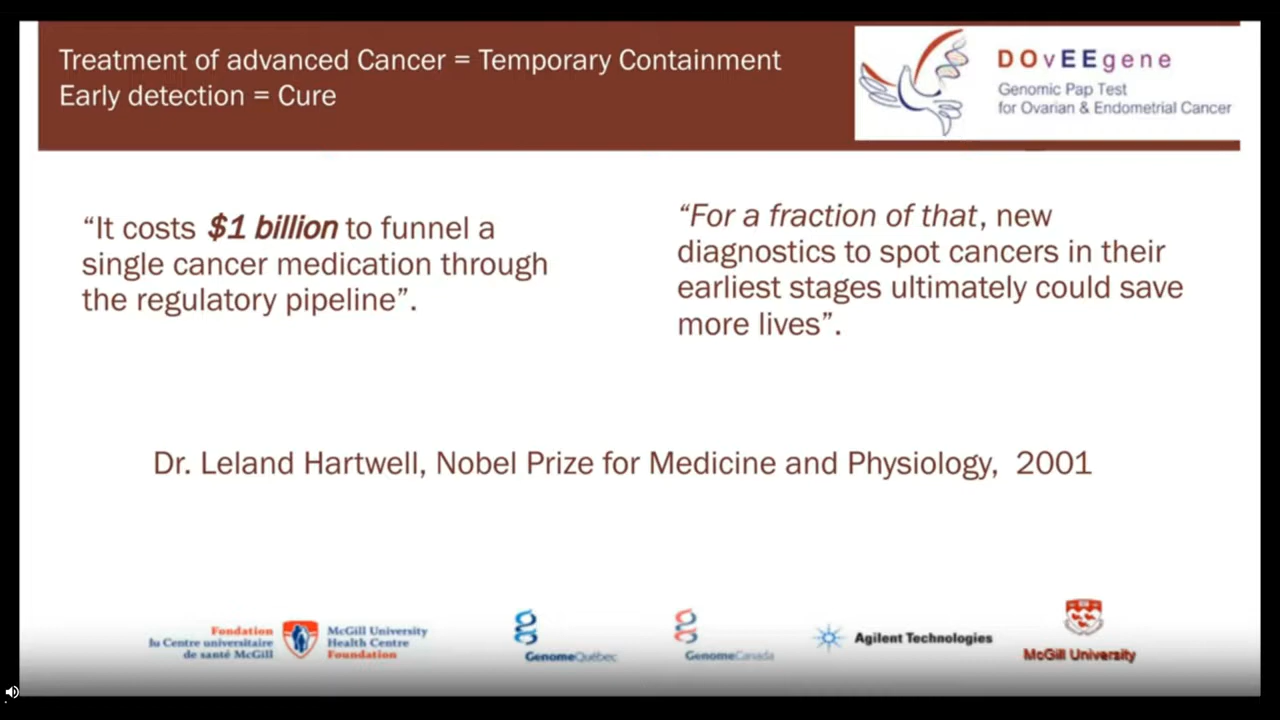 Treatment of advanced Cancer = Temporary Containment
Early detection = Cure
DOvEEgene
Genomic Pap Test
for Ovarian & Endometrial Cancer
“It costs $1 billion to funnel a
single cancer medication through
the regulatory pipeline”.
“For a fraction of that, new
diagnostics to spot cancers in their
earliest stages ultimately could save
more lives”.
Dr. Leland Hartwell, Nobel Prize for Medicine and Physiology, 2001
Fondation
lu Centre universitaire
de santé McGill
McGill University
Health Centre
Foundation
GenomeQuébec
GenomeCanada
Agilent Technologies
McGill University